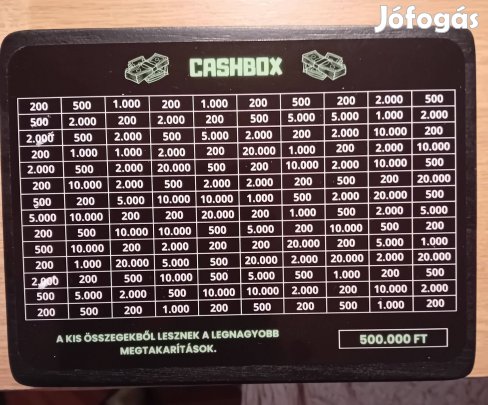 Jófogás
CASHBOX
200 500 1.000 200 1.000 200 500 200 2.000 500
500 2.000 200 2.000 200 500 5.000 5.000 1.000 2.000
2.000 500 2.000 500 5.000 2.000 200 2.000 10.000 200
200 1.000 1.000 2.000 200 20.000 1.000 200 2.000 10.000
2.000 500 2.000 20.000 500 200 10.000 2.000 10.000 500
200 10.000 2.000 500 2.000 2.000 200 500 200 20.000
500 200 5.000 10.000 10.000 1.000 500 2.000 20.000 500
5.000 10.000 200 200 20.000 200 1.000 500 2.000 5.000
200 500 10.000 10.000 500 5.000 200 10.000 500 200
500 10.000 200 2.000 200 200 20.000 200 5.000 1.000
200 1.000 20.000 5.000 500 20.000 2.000 20.000 2.000 20.000
2.000 200 500 10.000 500 5.000 500 1.000 200 500
500 5.000 2.000 500 10.000 10.000 2.000 200 10.000 2.000
200 500 200 1.000 200 500 200 500 1.000 200
A KIS ÖSSZEGEKBŐL LESZNEK A LEGNAGYOBB
MEGTAKARÍTÁSOK.
500.000 FT